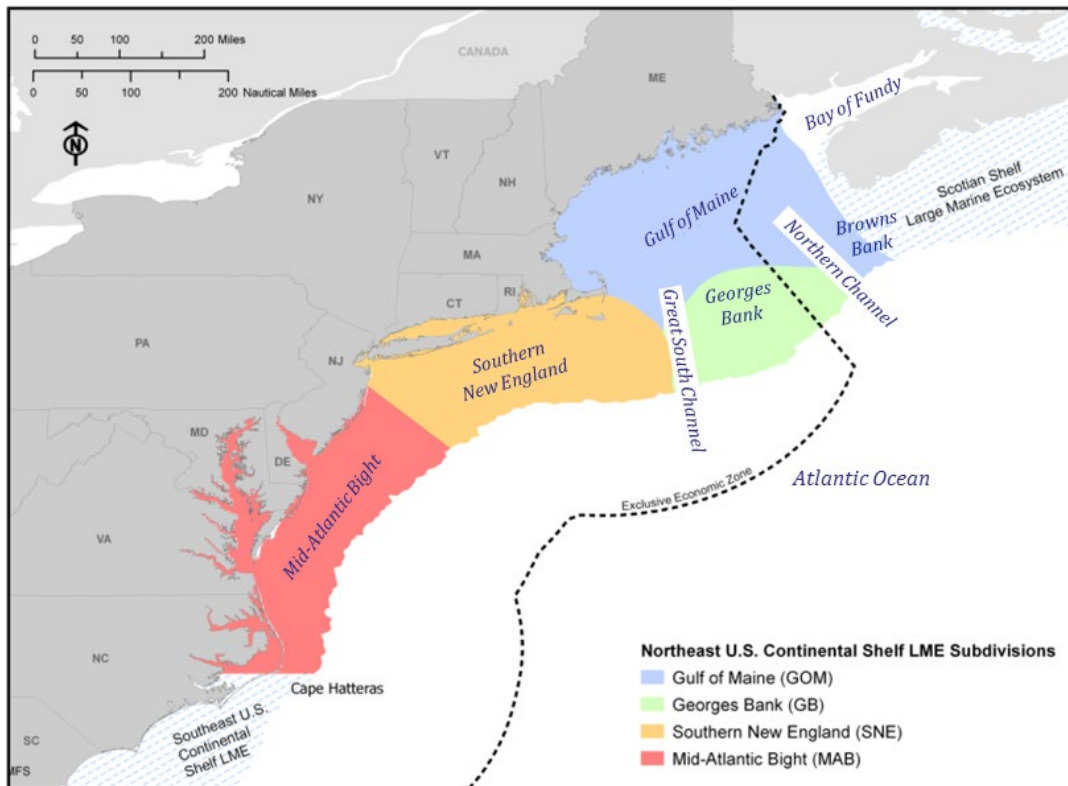 0 50 100 200 Miles
0 50 100 200 Nautical Miles
N
CANADA
ME
Bay of Fundy
VT
NH
NY
Scotian Shelf
Large Marine Ecosystem
Gulf of Maine
Browns
Bank
Northern Channel
MA
CT
RI
Georges
Bank
Great South Channel
PA
NJ
Southern
New England
MD
DE
Atlantic Ocean
Exclusive Economic Zone
Mid-Atlantic Bight
VA
NC
Cape Hatteras
Southeast U.S.
Continental
Shelf LME
SC
MFS
Northeast U.S. Continental Shelf LME Subdivisions
Gulf of Maine (GOM)
Georges Bank (GB)
Southern New England (SNE)
Mid-Atlantic Bight (MAB)